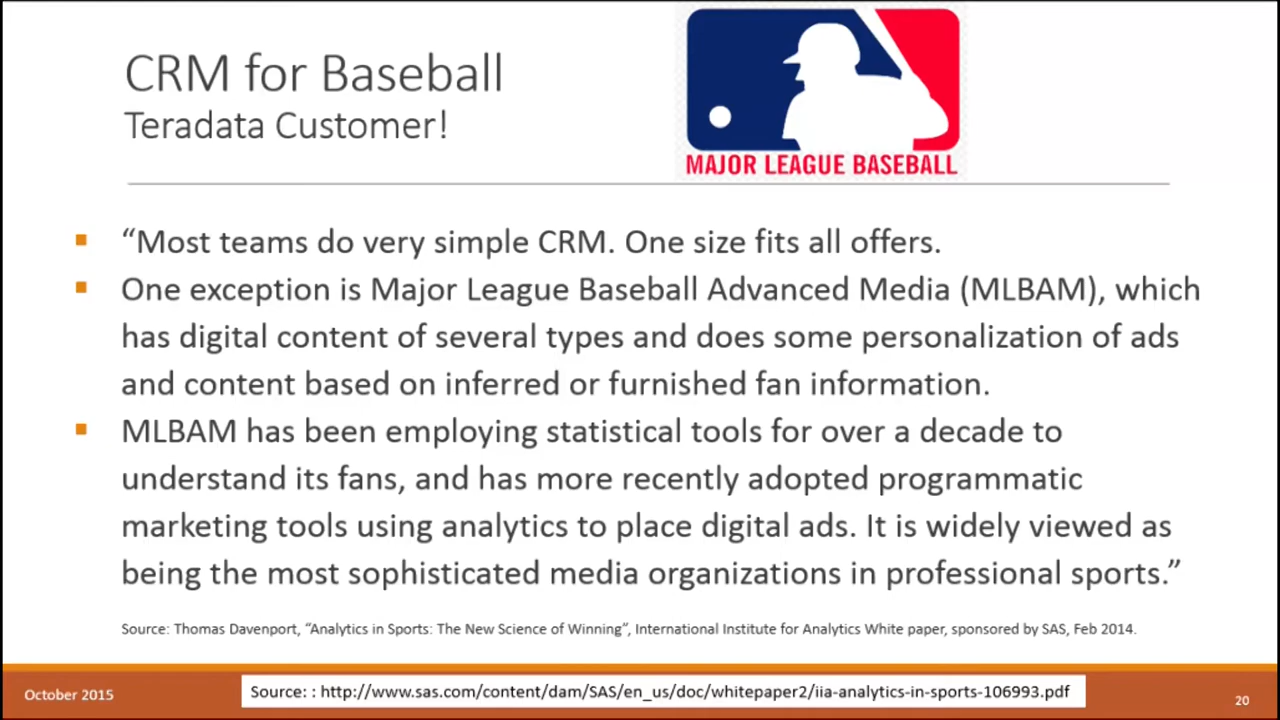 CRM for Baseball
Teradata Customer!
MAJOR LEAGUE BASEBALL
“Most teams do very simple CRM. One size fits all offers.
One exception is Major League Baseball Advanced Media (MLBAM), which
has digital content of several types and does some personalization of ads
and content based on inferred or furnished fan information.
MLBAM has been employing statistical tools for over a decade to
understand its fans, and has more recently adopted programmatic
marketing tools using analytics to place digital ads. It is widely viewed as
being the most sophisticated media organizations in professional sports.”
Source: Thomas Davenport, “Analytics in Sports: The New Science of Winning”, International Institute for Analytics White paper, sponsored by SAS, Feb 2014.
October 2015
Source: : http://www.sas.com/content/dam/SAS/en_us/doc/whitepaper2/iia-analytics-in-sports-106993.pdf
20